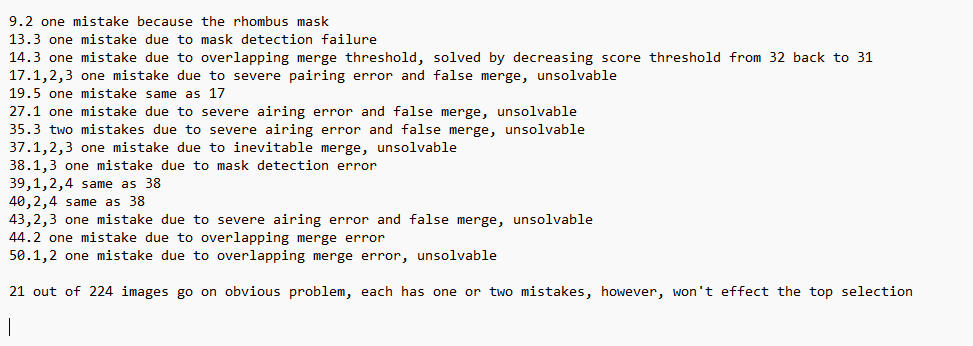 9.2 one mistake because the rhombus mask
13.3 one mistake due to mask detection failure
14.3 one mistake due to overlapping merge threshold, solved by decreasing score threshold from 32 back to 31
17.1,2,3 one mistake due to severe pairing error and false merge, unsolvable
19.5 one mistake same as 17
27.1 one mistake due to severe airing error and false merge, unsolvable
35.3 two mistakes due to severe airing error and false merge, unsolvable
37.1,2,3 one mistake due to inevitable merge, unsolvable
38.1,3 one mistake due to mask detection error
39,1,2,4 same as 38
40,2,4 same as 38
43,2,3 one mistake due to severe airing error and false merge, unsolvable
44.2 one mistake due to overlapping merge error
50.1,2 one mistake due to overlapping merge error, unsolvable
21 out of 224 images go on obvious problem, each has one or two mistakes, however, won't effect the top selection